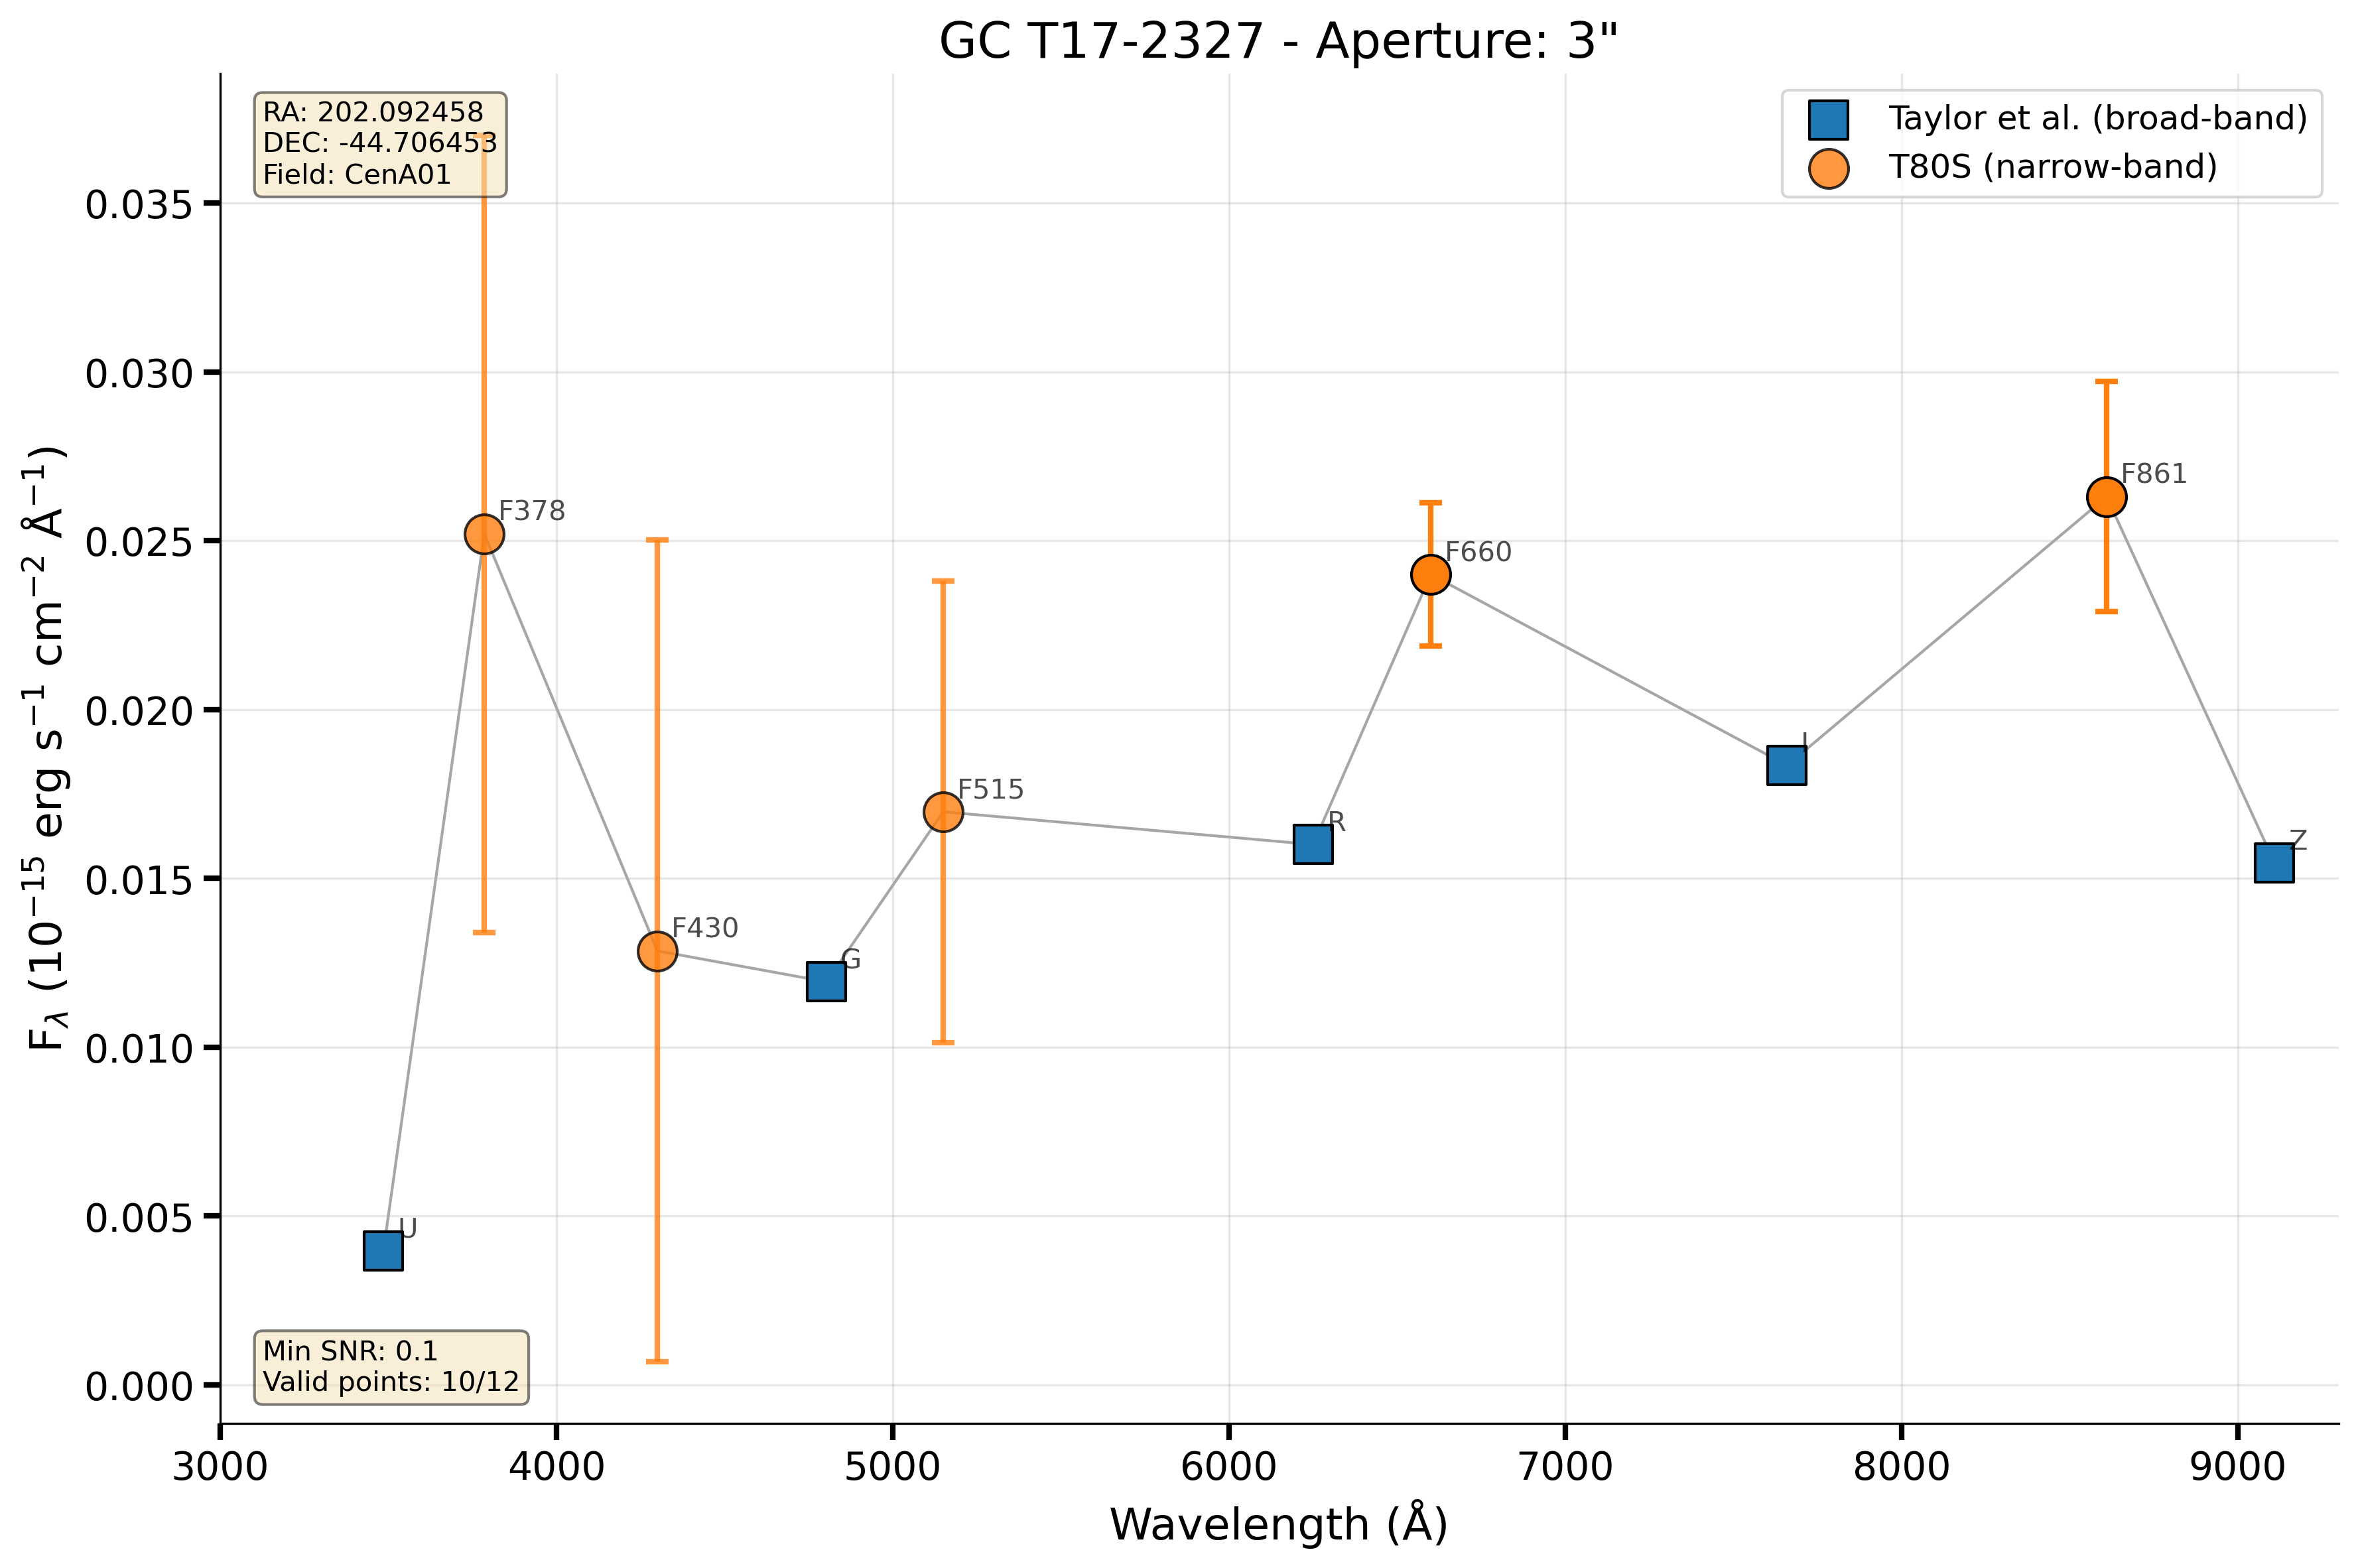 GC T17-2327 - Aperture: 3"
RA: 202.092458
DEC: -44.706453
Field: CenA01
Taylor et al. (broad-band)
T80S (narrow-band)
0.035
0.030
0.025
0.020
0.015
0.010
0.005
0.000
F_λ (10⁻¹⁵ erg s⁻¹ cm⁻² Å⁻¹)
U
F378
F430
G
F515
R
F660
I
F861
Z
Min SNR: 0.1
Valid points: 10/12
3000 4000 5000 6000 7000 8000 9000
Wavelength (Å)